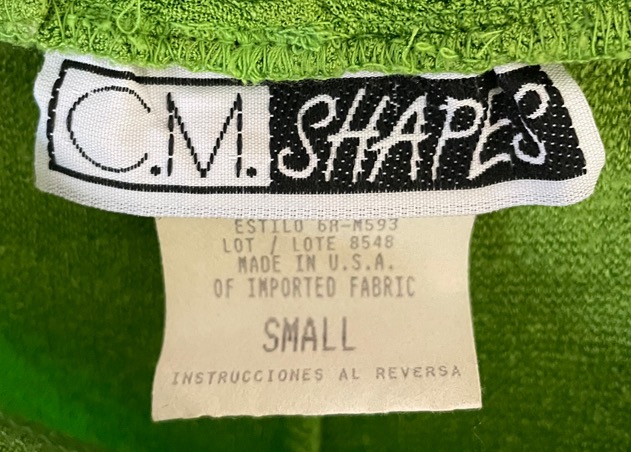 C.M. SHAPES
ESTILO 6R-M593
LOT / LOTE 8548
MADE IN U.S.A.
OF IMPORTED FABRIC
SMALL
INSTRUCCIONES AL REVERSA